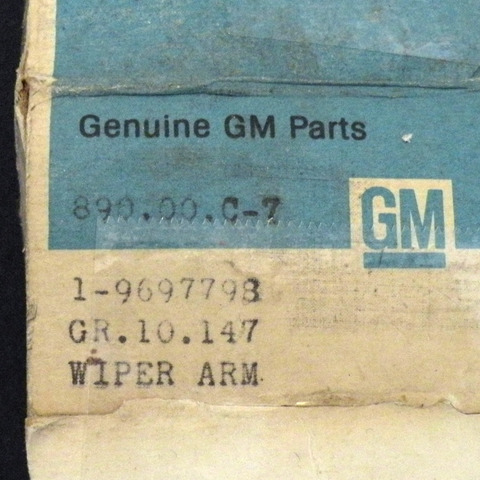 Genuine GM Parts
890.00.C-7
GM
1-9697798
GR.10.147
WIPER ARM